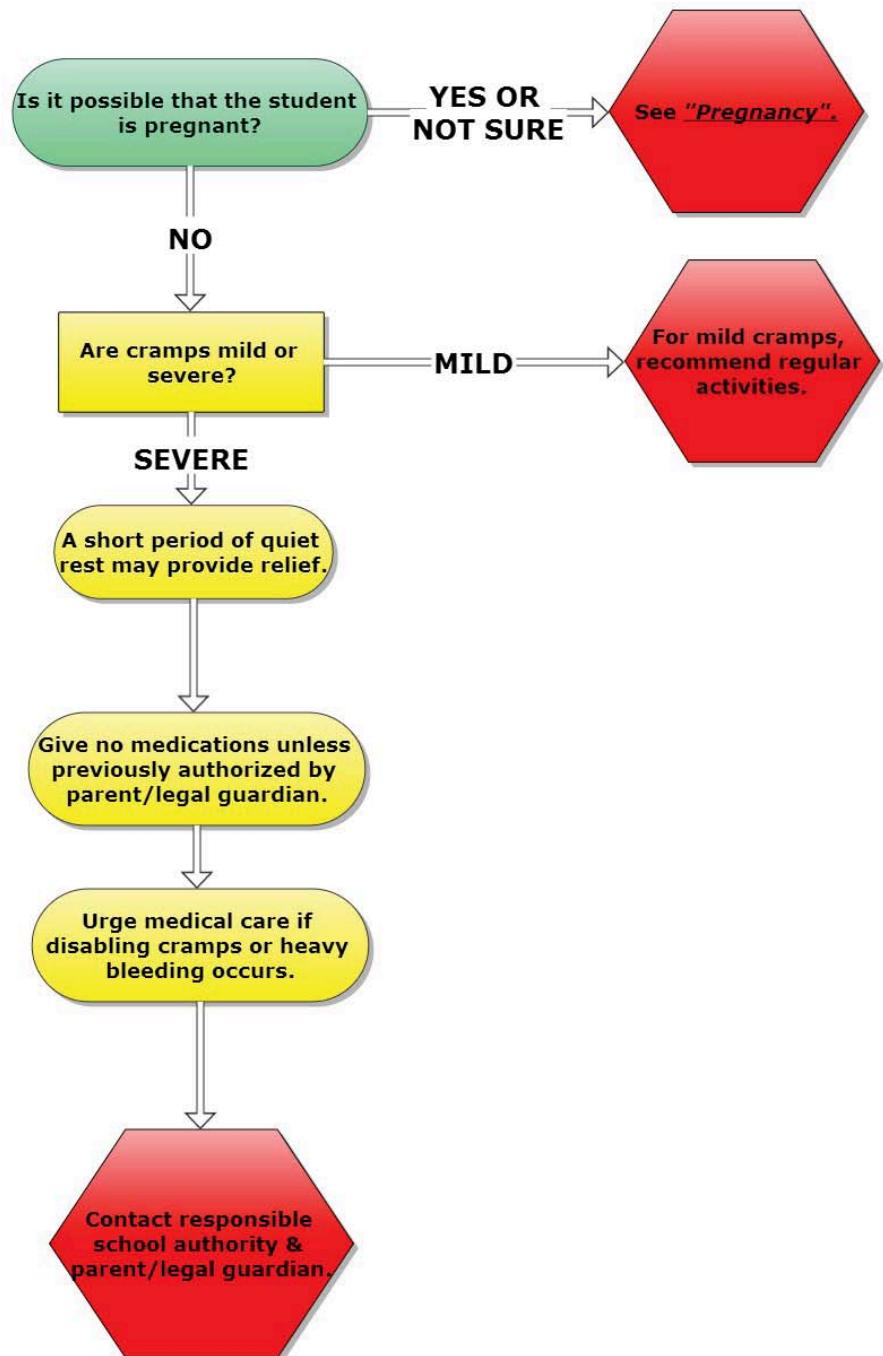 Is it possible that the student
is pregnant?
YES OR
NOT SURE
See "Pregnancy".
NO
Are cramps mild or
severe?
MILD
For mild cramps,
recommend regular
activities.
SEVERE
A short period of quiet
rest may provide relief.
Give no medications unless
previously authorized by
parent/legal guardian.
Urge medical care if
disabling cramps or heavy
bleeding occurs.
Contact responsible
school authority &
parent/legal guardian.